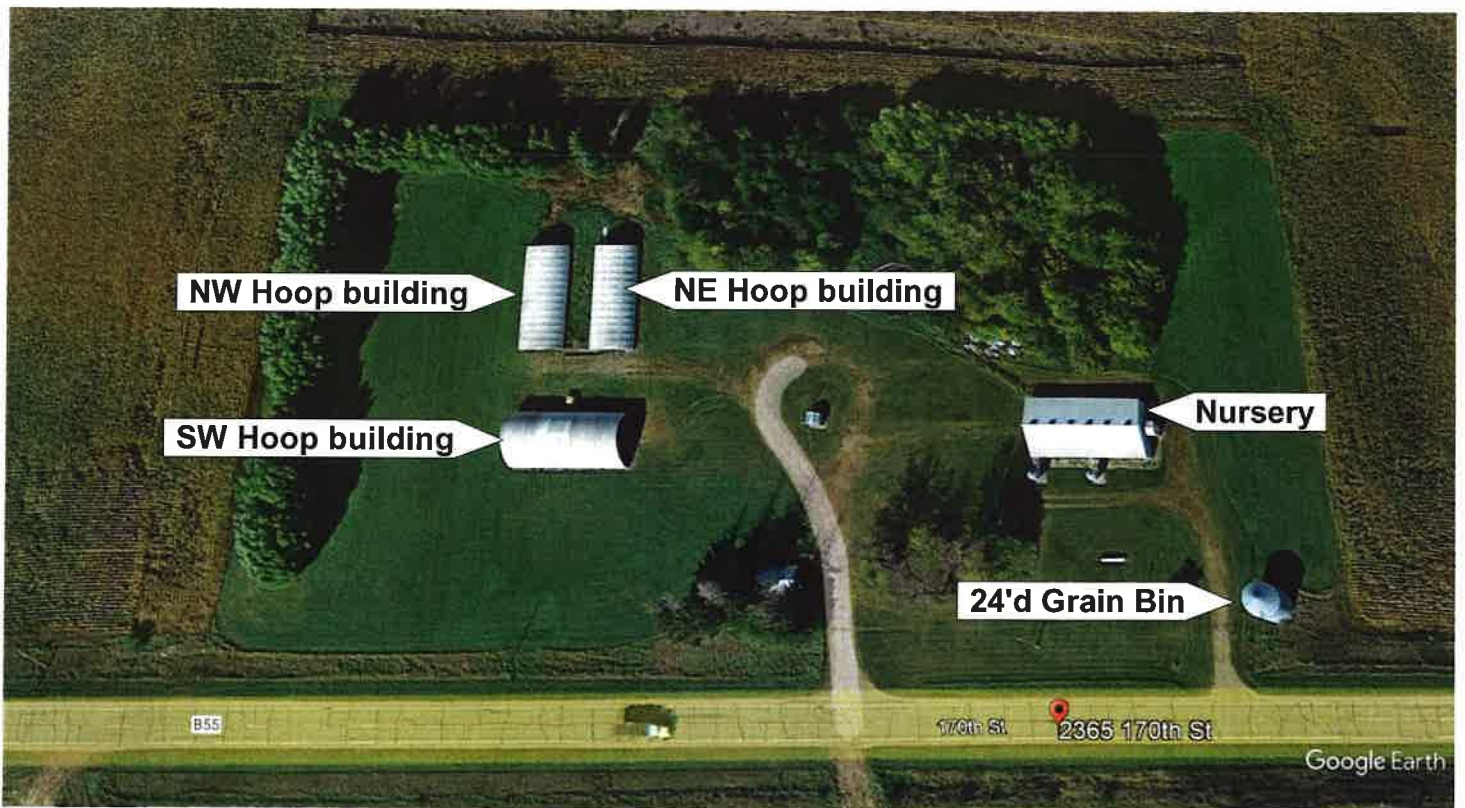 NW Hoop building
NE Hoop building
SW Hoop building
Nursery
24'd Grain Bin
B55
170th St
2365 170th St
Google Earth